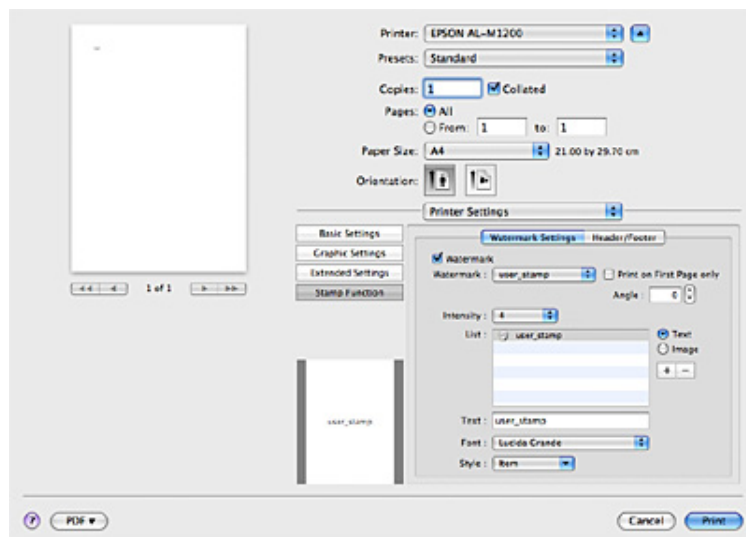 Printer: EPSON AL-M1200
Presets: Standard
Copies: 1 Collated
Pages: All
From: 1 to: 1
Paper Size: A4 21.00 by 29.70 cm
Orientation:
Printer Settings
Basic Settings
Graphic Settings
Extended Settings
Stamp Function
1 of 1
Watermark Settings Header/Footer
Watermark
Watermark : user_stamp Print on First Page only
Angle : 0
Intensity : 4
List : user_stamp Text
Image
+ -
user_stamp
Text : user_stamp
Font : Lucida Grande
Style : Item
? PDF Cancel Print